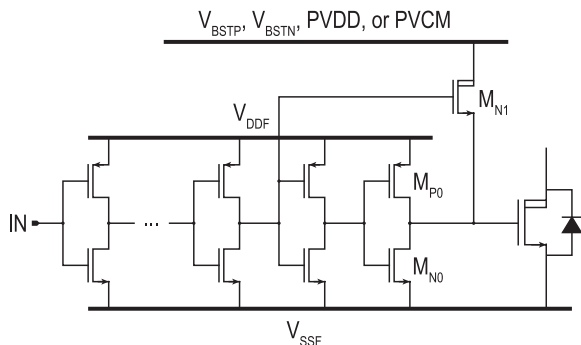 V_BSTP, V_BSTN, PVDD, or PVCM
M_N1
V_DDF
M_P0
IN
...
M_N0
V_SSF